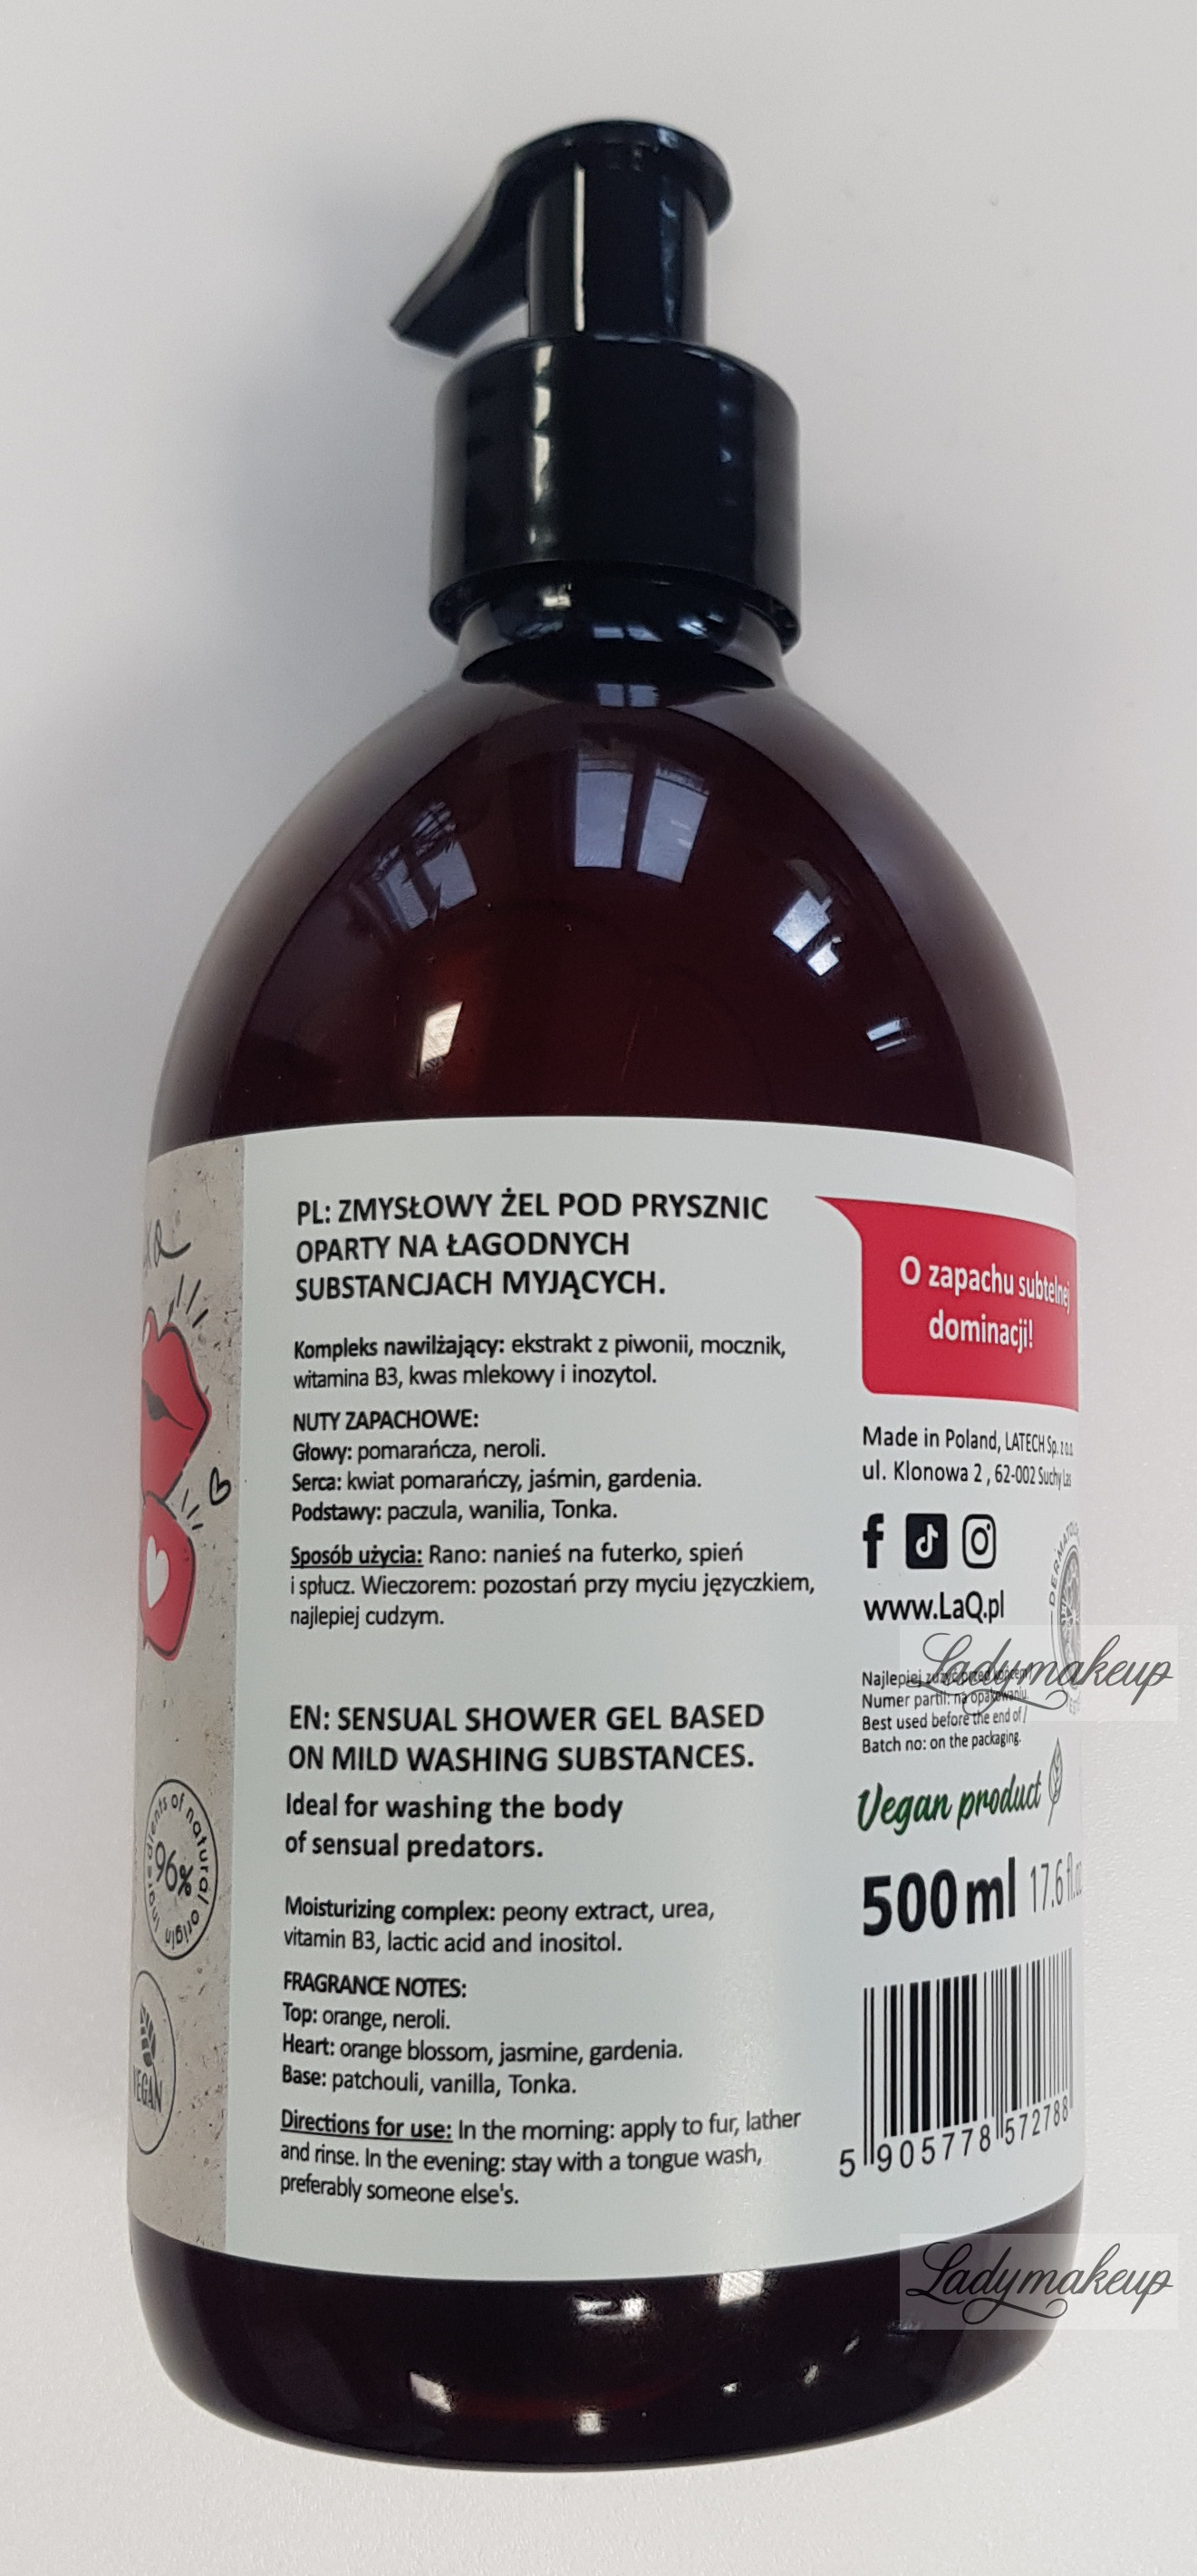 PL: ZMYSŁOWY ŻEL POD PRYSZNIC
OPARTY NA ŁAGODNYCH
SUBSTANCJACH MYJĄCYCH.
Kompleks nawilżający: ekstrakt z piwonii, mocznik,
witamina B3, kwas mlekowy i inozytol.
NUTY ZAPACHOWE:
Głowy: pomarańcza, neroli.
Serca: kwiat pomarańczy, jaśmin, gardenia.
Podstawy: paczula, wanilia, Tonka.
Sposób użycia: Rano: nanieś na futerko, spień
i spłucz. Wieczorem: pozostań przy myciu języczkiem,
najlepiej cudzym.
EN: SENSUAL SHOWER GEL BASED
ON MILD WASHING SUBSTANCES.
Ideal for washing the body
of sensual predators.
Moisturizing complex: peony extract, urea,
vitamin B3, lactic acid and inositol.
FRAGRANCE NOTES:
Top: orange, neroli.
Heart: orange blossom, jasmine, gardenia.
Base: patchouli, vanilla, Tonka.
Directions for use: In the morning: apply to fur, lather
and rinse. In the evening: stay with a tongue wash,
preferably someone else's.
O zapachu subtelnej
dominacji!
Made in Poland, LATECH Sp. z o.o.
ul. Klonowa 2 , 62-002 Suchy Las
www.LaQ.pl
Najlepiej zużyć przed końcem/
Numer partii: na opakowaniu.
Best used before the end of/
Batch no: on the packaging.
Vegan product
500 ml 17.6 fl.oz
5 905778 572788
96%
ingredients of natural origin
VEGAN
Ladymakeup
Ladymakeup